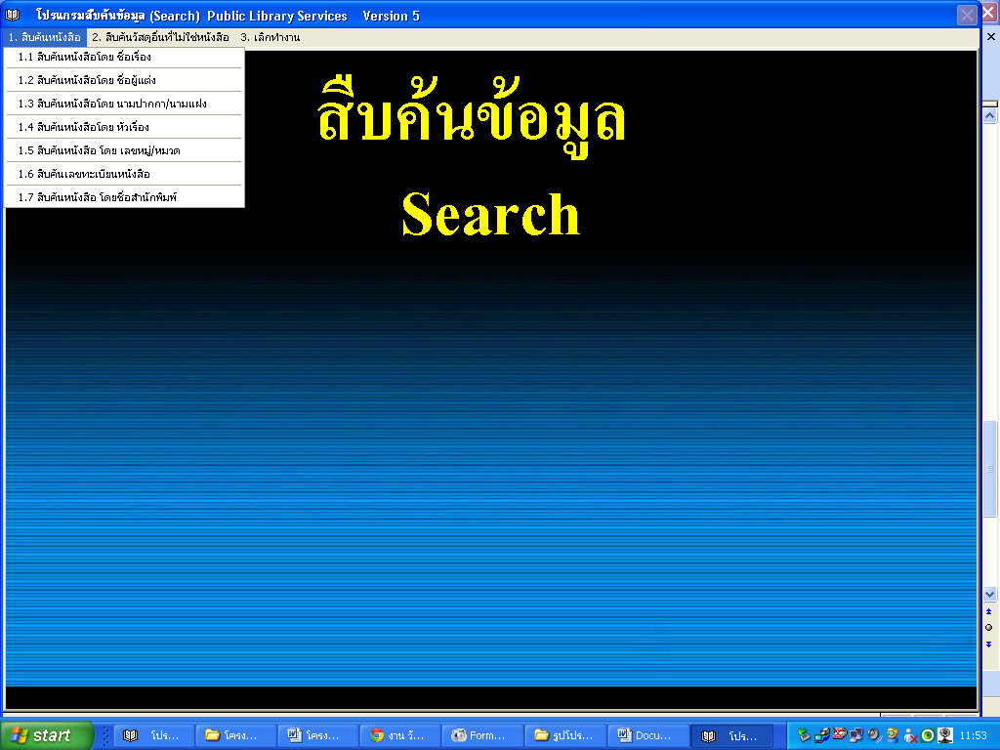 โปรแกรมสืบค้นข้อมูล (Search) Public Library Services Version 5
1. สืบค้นหนังสือ 2. สืบค้นวัสดุอื่นที่ไม่ใช่หนังสือ 3. เลิกทำงาน
1.1 สืบค้นหนังสือโดย ชื่อเรื่อง
1.2 สืบค้นหนังสือโดย ชื่อผู้แต่ง
1.3 สืบค้นหนังสือโดย นามปากกา/นามแฝง
1.4 สืบค้นหนังสือโดย หัวเรื่อง
1.5 สืบค้นหนังสือ โดย เลขหมู่/หมวด
1.6 สืบค้นเลขทะเบียนหนังสือ
1.7 สืบค้นหนังสือ โดยชื่อสำนักพิมพ์
สืบค้นข้อมูล
Search
start โปร... โครง... โครง... งาน วั... Form... รูปโปร... Docu... โปร... 11:53